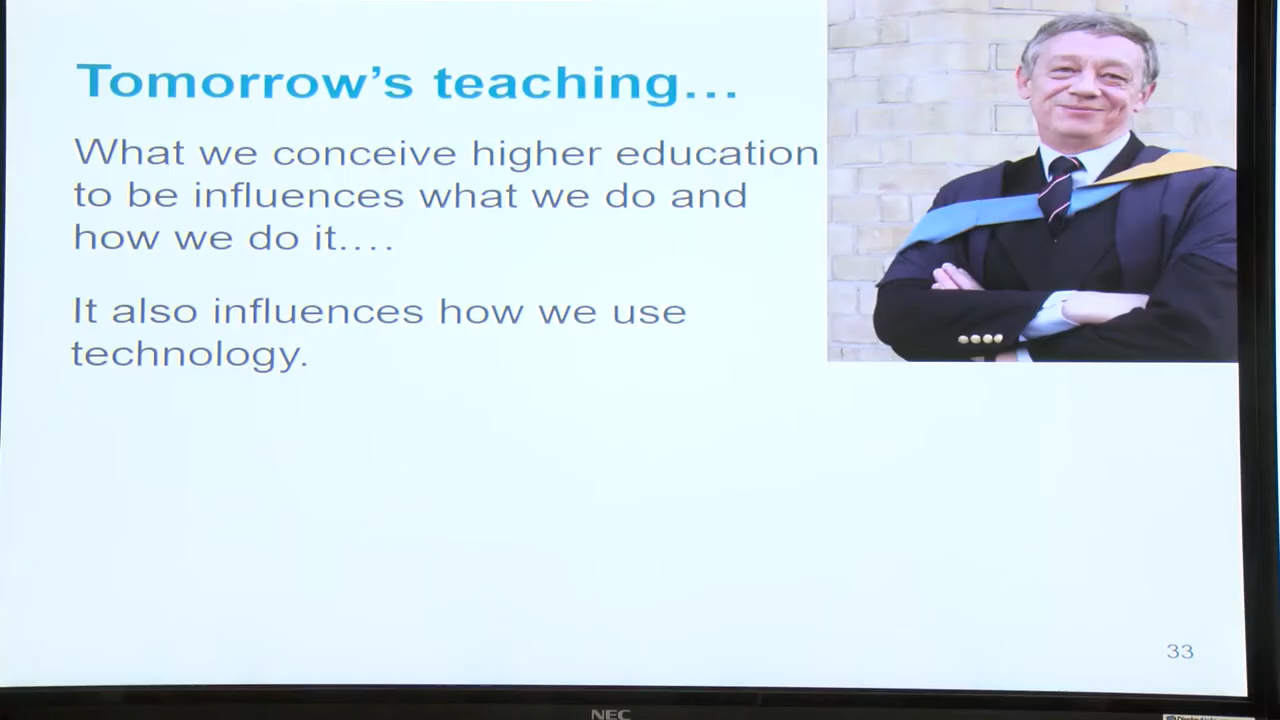 Tomorrow’s teaching...
What we conceive higher education
to be influences what we do and
how we do it....
It also influences how we use
technology.
33
NEC